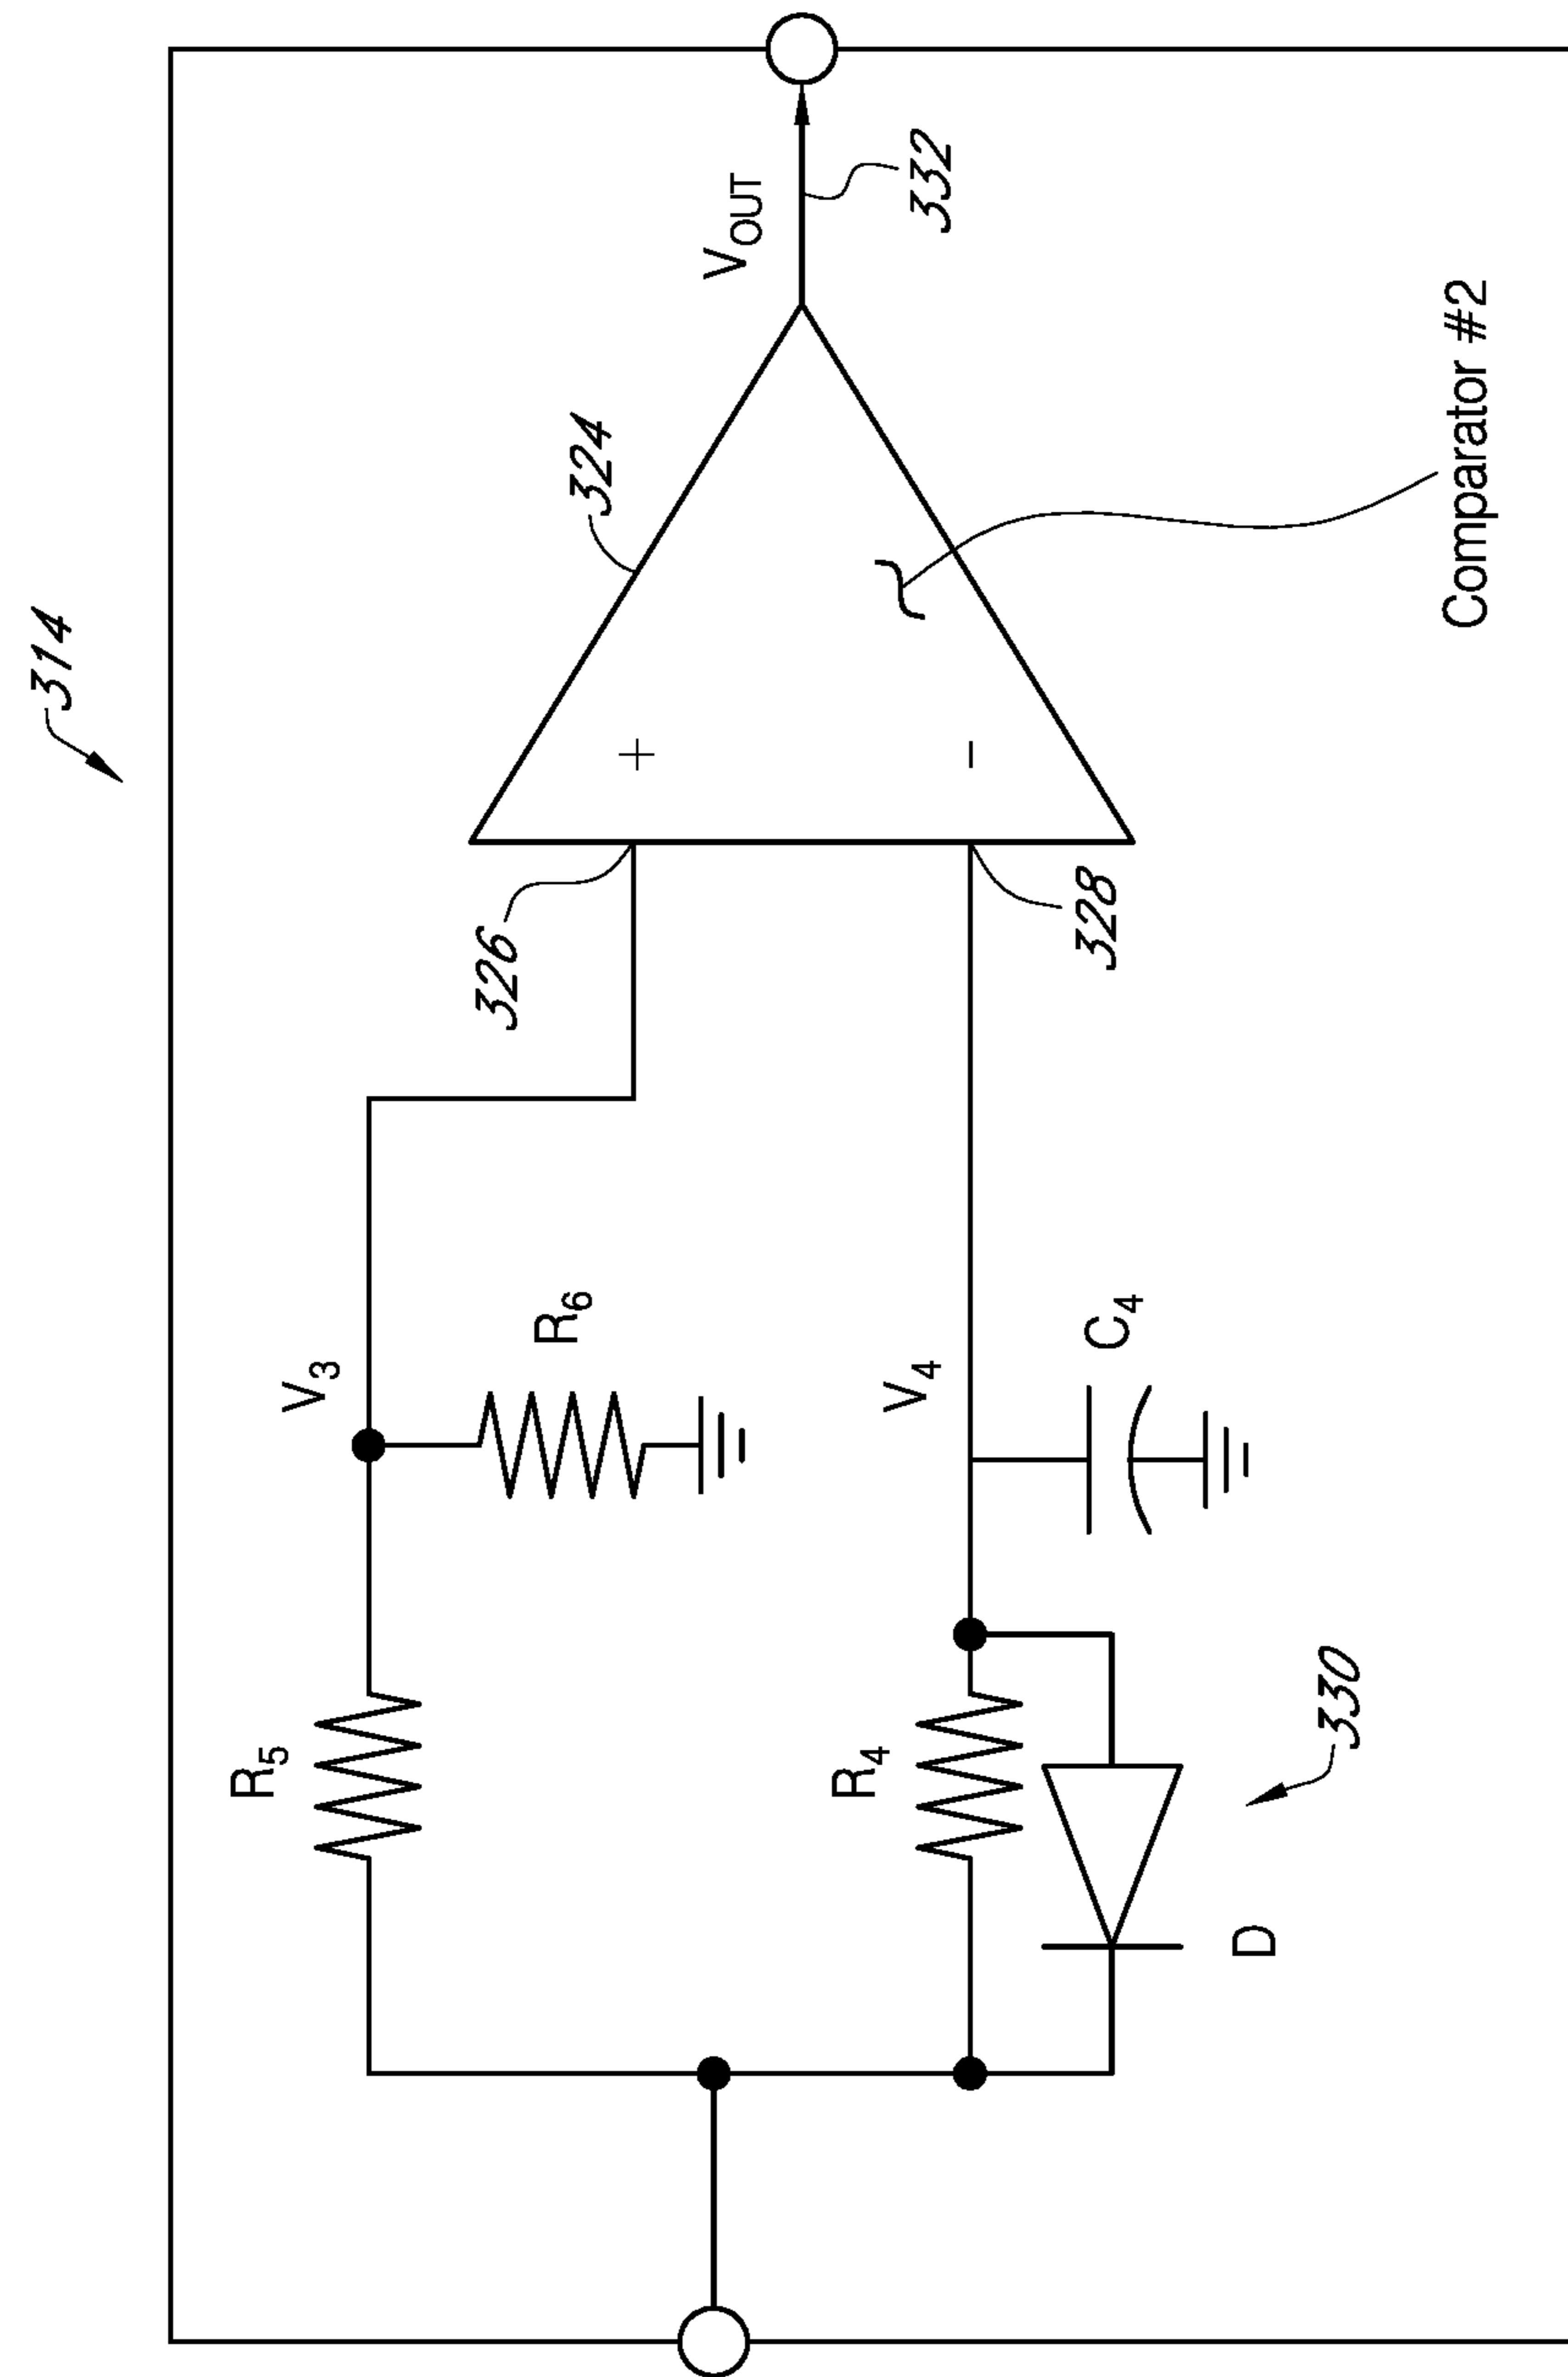 314
R5
V3
R6
326
324
VOUT
332
R4
V4
C4
328
D
330
Comparator #2
+
–